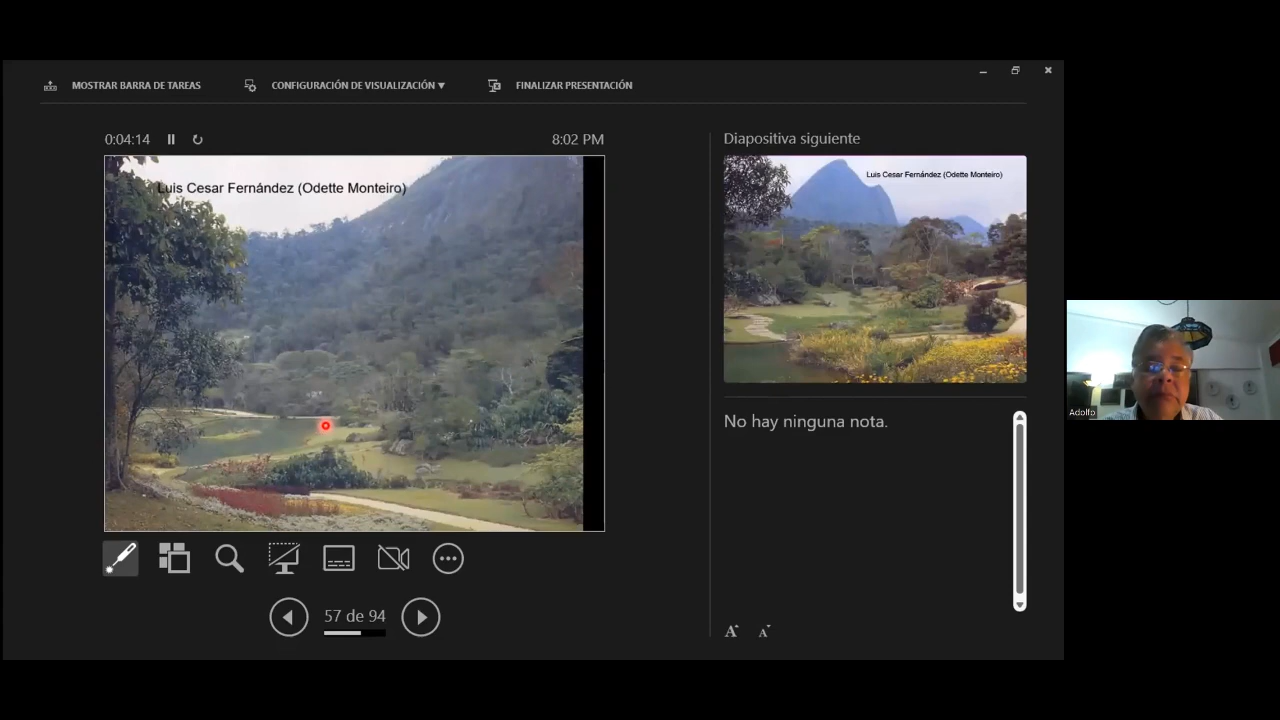 MOSTRAR BARRA DE TAREAS
CONFIGURACIÓN DE VISUALIZACIÓN ▼
FINALIZAR PRESENTACIÓN
0:04:14
8:02 PM
Luis Cesar Fernández (Odette Monteiro)
57 de 94
Diapositiva siguiente
Luis Cesar Fernández (Odette Monteiro)
No hay ninguna nota.
A A
Adolfo